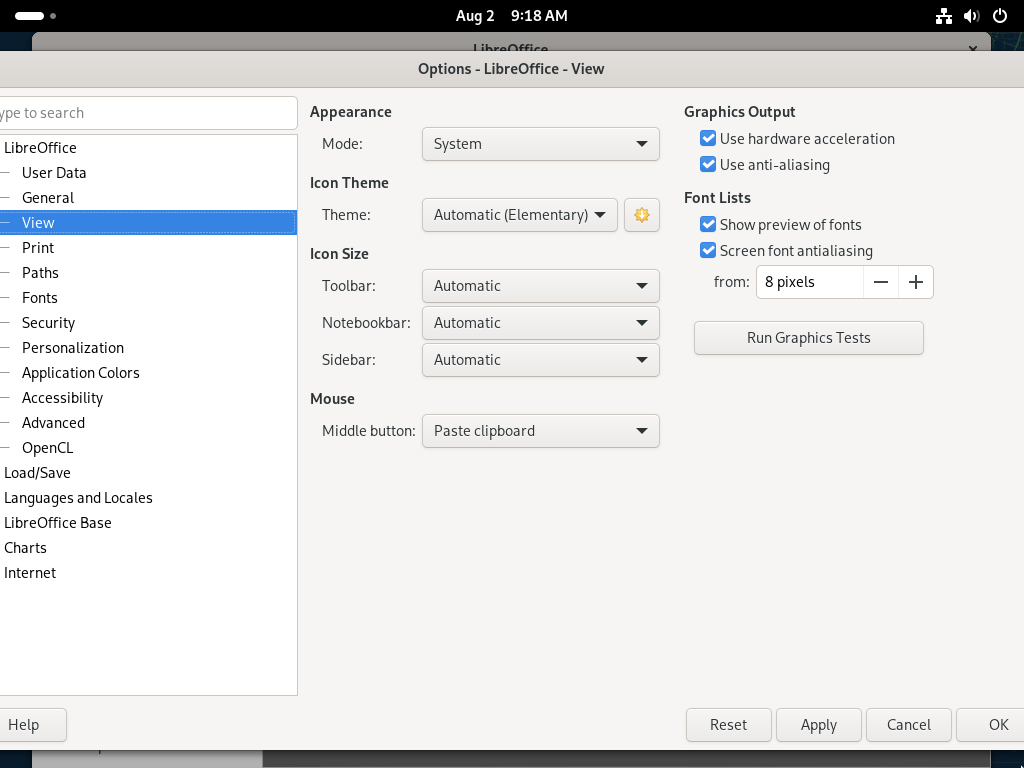 Aug 2 9:18 AM
LibreOffice
Options - LibreOffice - View
ype to search
LibreOffice
User Data
General
View
Print
Paths
Fonts
Security
Personalization
Application Colors
Accessibility
Advanced
OpenCL
Load/Save
Languages and Locales
LibreOffice Base
Charts
Internet
Appearance
Mode: System
Icon Theme
Theme: Automatic (Elementary)
Icon Size
Toolbar: Automatic
Notebookbar: Automatic
Sidebar: Automatic
Mouse
Middle button: Paste clipboard
Graphics Output
Use hardware acceleration
Use anti-aliasing
Font Lists
Show preview of fonts
Screen font antialiasing
from: 8 pixels
Run Graphics Tests
Help
Reset
Apply
Cancel
OK